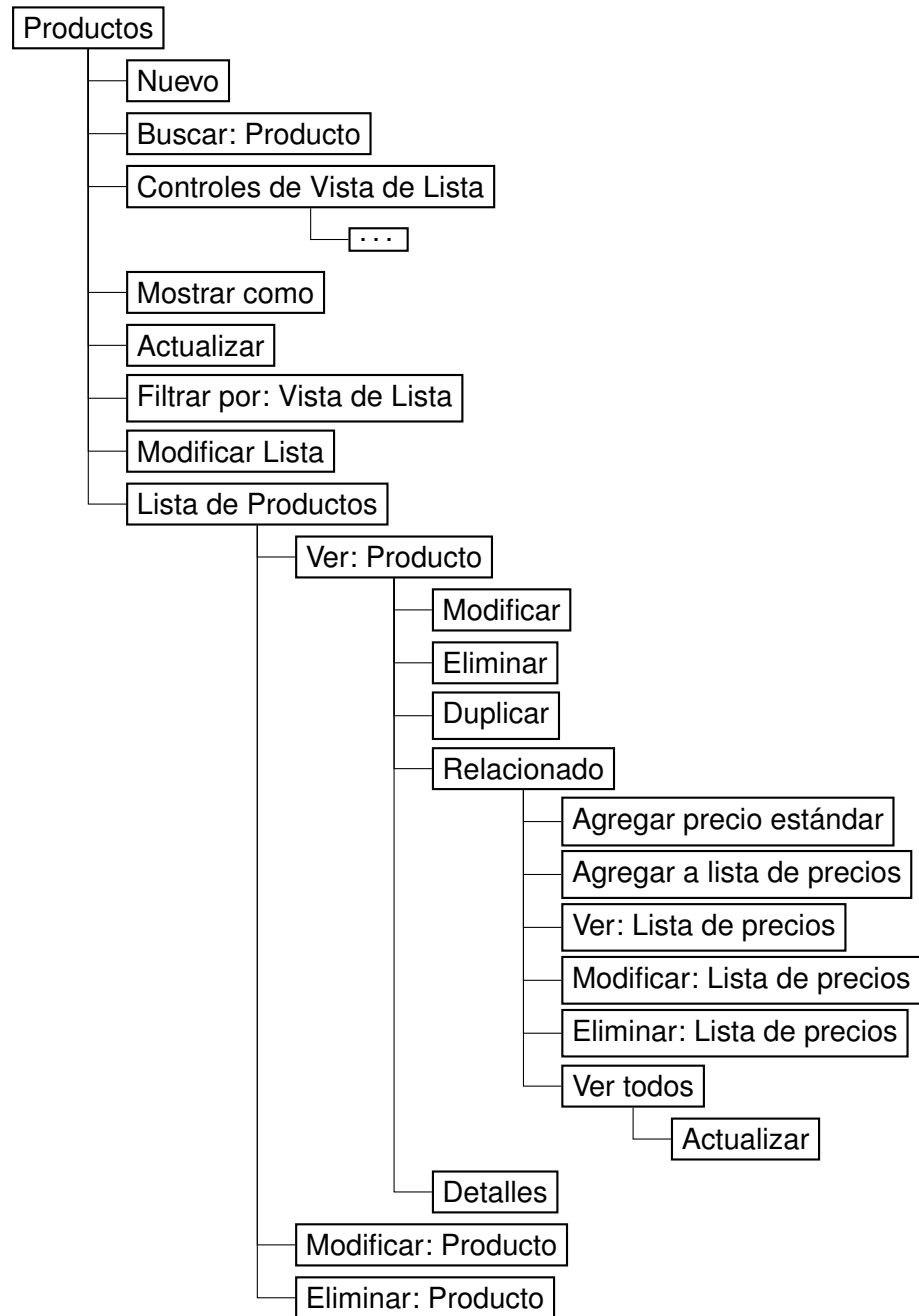 Productos
Nuevo
Buscar: Producto
Controles de Vista de Lista
...
Mostrar como
Actualizar
Filtrar por: Vista de Lista
Modificar Lista
Lista de Productos
Ver: Producto
Modificar
Eliminar
Duplicar
Relacionado
Agregar precio estándar
Agregar a lista de precios
Ver: Lista de precios
Modificar: Lista de precios
Eliminar: Lista de precios
Ver todos
Actualizar
Detalles
Modificar: Producto
Eliminar: Producto